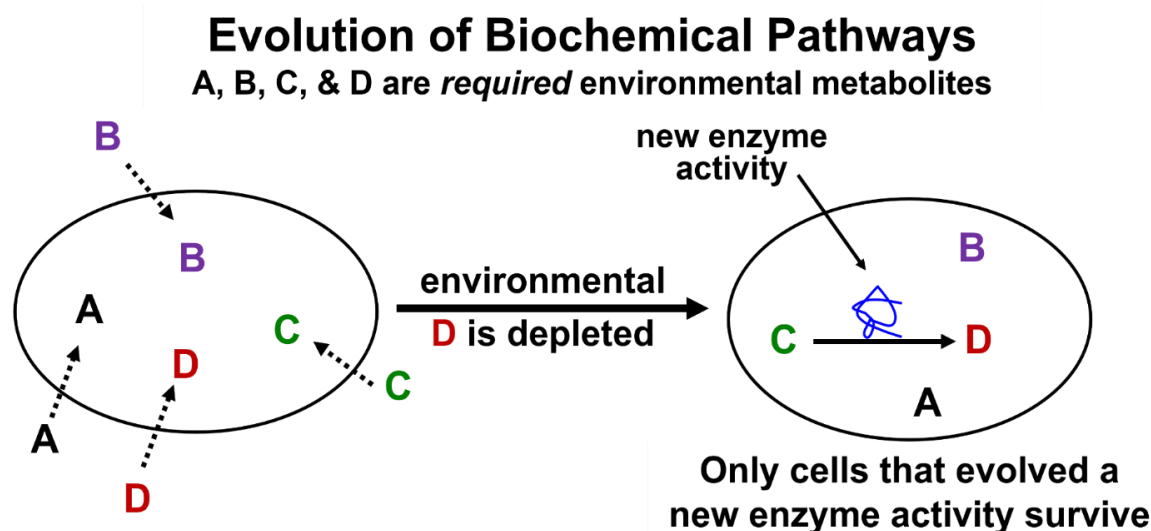 Evolution of Biochemical Pathways
A, B, C, & D are required environmental metabolites
B
B
A
C
D
A
C
D
environmental
D is depleted
new enzyme
activity
B
C
D
A
Only cells that evolved a
new enzyme activity survive